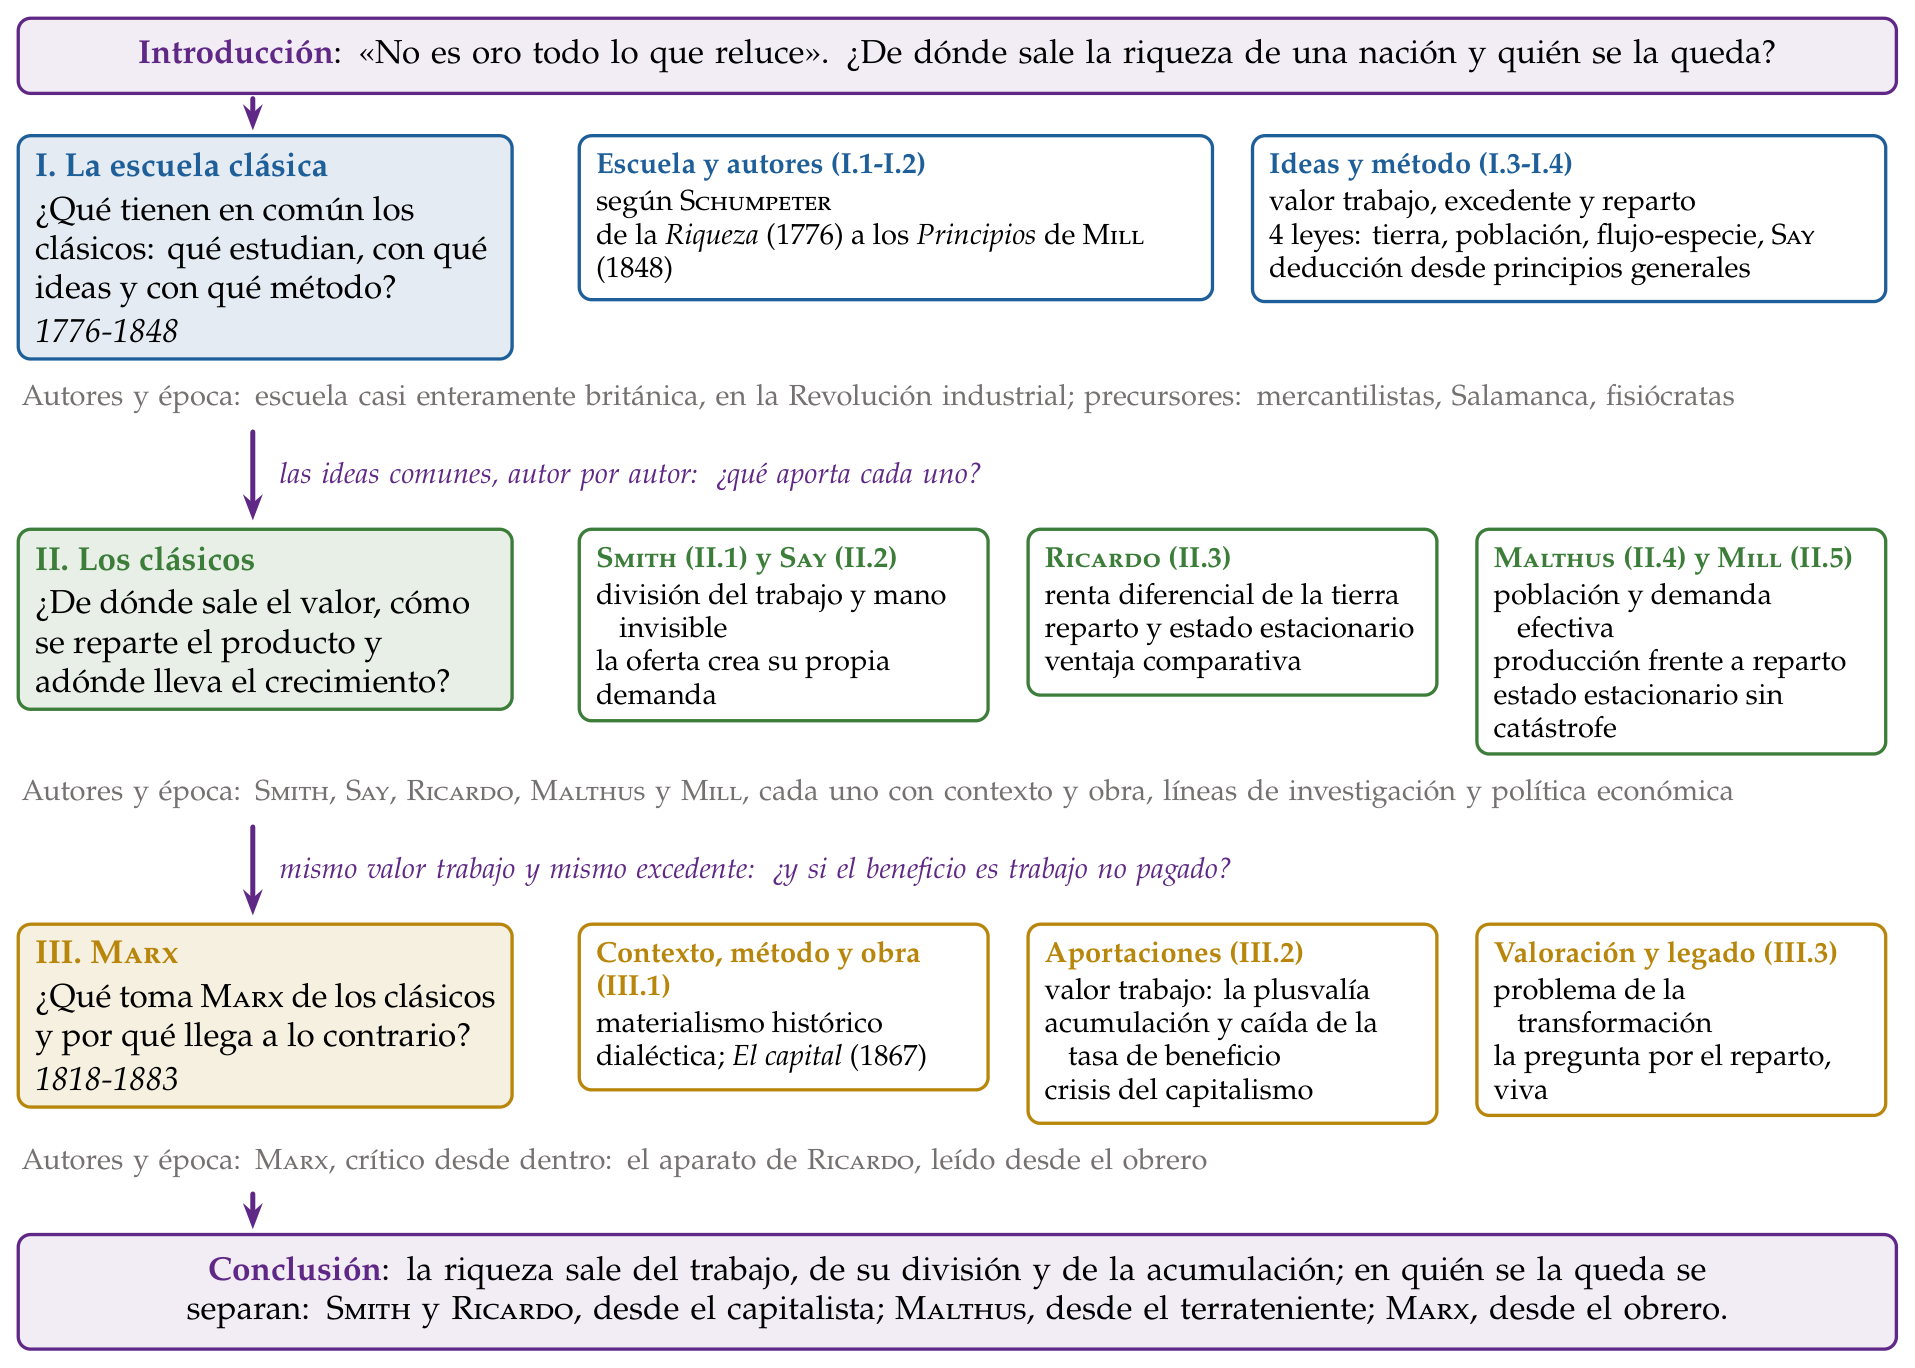 Introducción: «No es oro todo lo que reluce». ¿De dónde sale la riqueza de una nación y quién se la queda?
I. La escuela clásica
¿Qué tienen en común los
clásicos: qué estudian, con qué
ideas y con qué método?
1776-1848
Escuela y autores (I.1-I.2)
según Schumpeter
de la Riqueza (1776) a los Principios de Mill
(1848)
Ideas y método (I.3-I.4)
valor trabajo, excedente y reparto
4 leyes: tierra, población, flujo-especie, Say
deducción desde principios generales
Autores y época: escuela casi enteramente británica, en la Revolución industrial; precursores: mercantilistas, Salamanca, fisiócratas
las ideas comunes, autor por autor: ¿qué aporta cada uno?
II. Los clásicos
¿De dónde sale el valor, cómo
se reparte el producto y
adónde lleva el crecimiento?
Smith (II.1) y Say (II.2)
división del trabajo y mano
invisible
la oferta crea su propia
demanda
Ricardo (II.3)
renta diferencial de la tierra
reparto y estado estacionario
ventaja comparativa
Malthus (II.4) y Mill (II.5)
población y demanda
efectiva
producción frente a reparto
estado estacionario sin
catástrofe
Autores y época: Smith, Say, Ricardo, Malthus y Mill, cada uno con contexto y obra, líneas de investigación y política económica
mismo valor trabajo y mismo excedente: ¿y si el beneficio es trabajo no pagado?
III. Marx
¿Qué toma Marx de los clásicos
y por qué llega a lo contrario?
1818-1883
Contexto, método y obra
(III.1)
materialismo histórico
dialéctica; El capital (1867)
Aportaciones (III.2)
valor trabajo: la plusvalía
acumulación y caída de la
tasa de beneficio
crisis del capitalismo
Valoración y legado (III.3)
problema de la
transformación
la pregunta por el reparto,
viva
Autores y época: Marx, crítico desde dentro: el aparato de Ricardo, leído desde el obrero
Conclusión: la riqueza sale del trabajo, de su división y de la acumulación; en quién se la queda se
separan: Smith y Ricardo, desde el capitalista; Malthus, desde el terrateniente; Marx, desde el obrero.